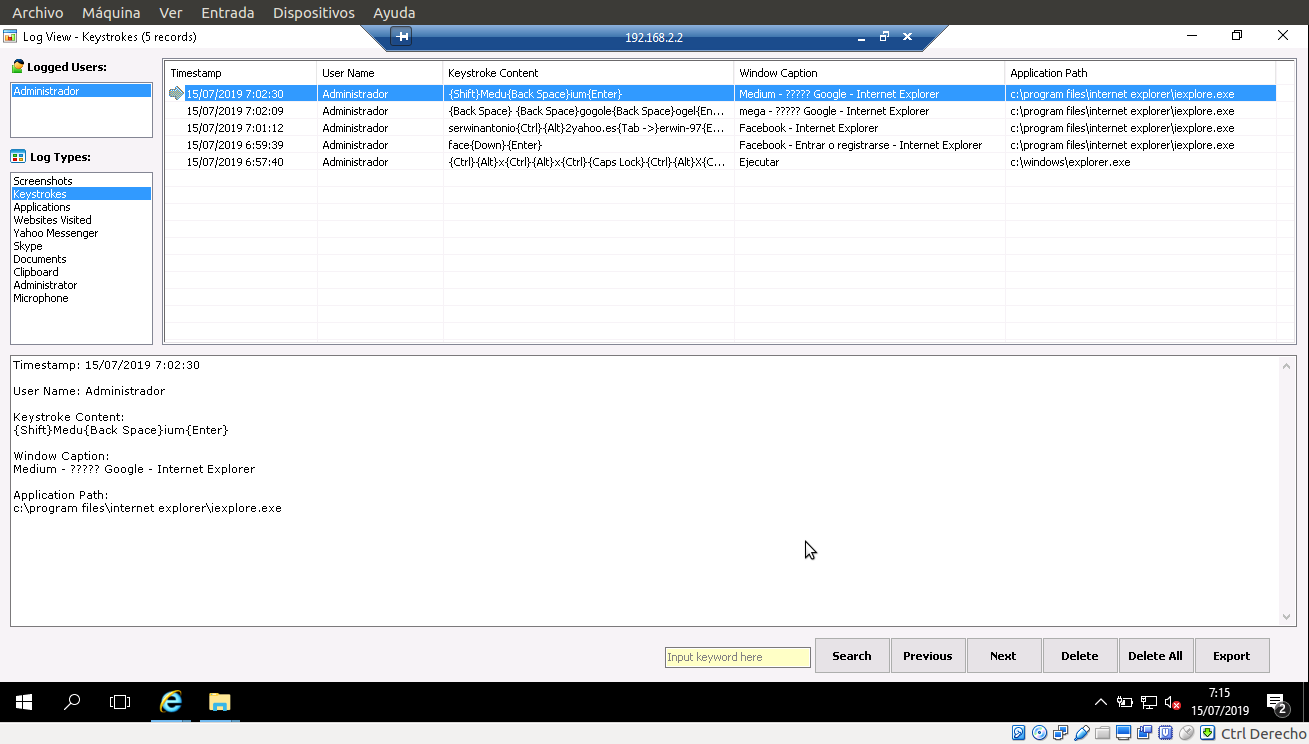 Archivo Máquina Ver Entrada Dispositivos Ayuda
Log View - Keystrokes (5 records)
192.168.2.2
Logged Users:
Administrador
Log Types:
Screenshots
Keystrokes
Applications
Websites Visited
Yahoo Messenger
Skype
Documents
Clipboard
Administrator
Microphone
Timestamp User Name Keystroke Content Window Caption Application Path
15/07/2019 7:02:30 Administrador {Shift}Medu{Back Space}ium{Enter} Medium - ????? Google - Internet Explorer c:\program files\internet explorer\iexplore.exe
15/07/2019 7:02:09 Administrador {Back Space} {Back Space}gogole{Back Space}ogel{En... mega - ????? Google - Internet Explorer c:\program files\internet explorer\iexplore.exe
15/07/2019 7:01:12 Administrador serwinantonio{Ctrl}{Alt}2yahoo.es{Tab ->}erwin-97{E... Facebook - Internet Explorer c:\program files\internet explorer\iexplore.exe
15/07/2019 6:59:39 Administrador face{Down}{Enter} Facebook - Entrar o registrarse - Internet Explorer c:\program files\internet explorer\iexplore.exe
15/07/2019 6:57:40 Administrador {Ctrl}{Alt}x{Ctrl}{Alt}x{Ctrl}{Caps Lock}{Ctrl}{Alt}X{C... Ejecutar c:\windows\explorer.exe
Timestamp: 15/07/2019 7:02:30
User Name: Administrador
Keystroke Content:
{Shift}Medu{Back Space}ium{Enter}
Window Caption:
Medium - ????? Google - Internet Explorer
Application Path:
c:\program files\internet explorer\iexplore.exe
Input keyword here Search Previous Next Delete Delete All Export
7:15
15/07/2019
2
Ctrl Derecho